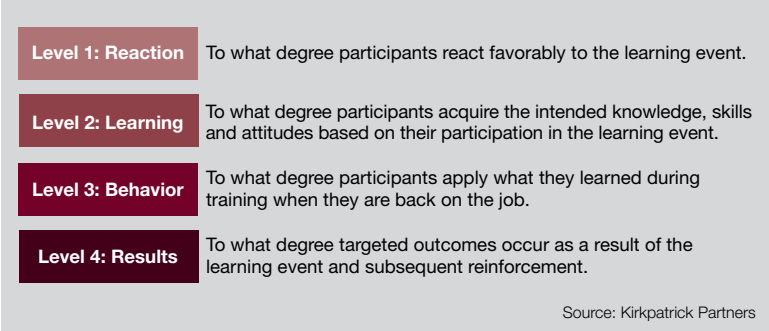 Level 1: Reaction
To what degree participants react favorably to the learning event.
Level 2: Learning
To what degree participants acquire the intended knowledge, skills
and attitudes based on their participation in the learning event.
Level 3: Behavior
To what degree participants apply what they learned during
training when they are back on the job.
Level 4: Results
To what degree targeted outcomes occur as a result of the
learning event and subsequent reinforcement.
Source: Kirkpatrick Partners